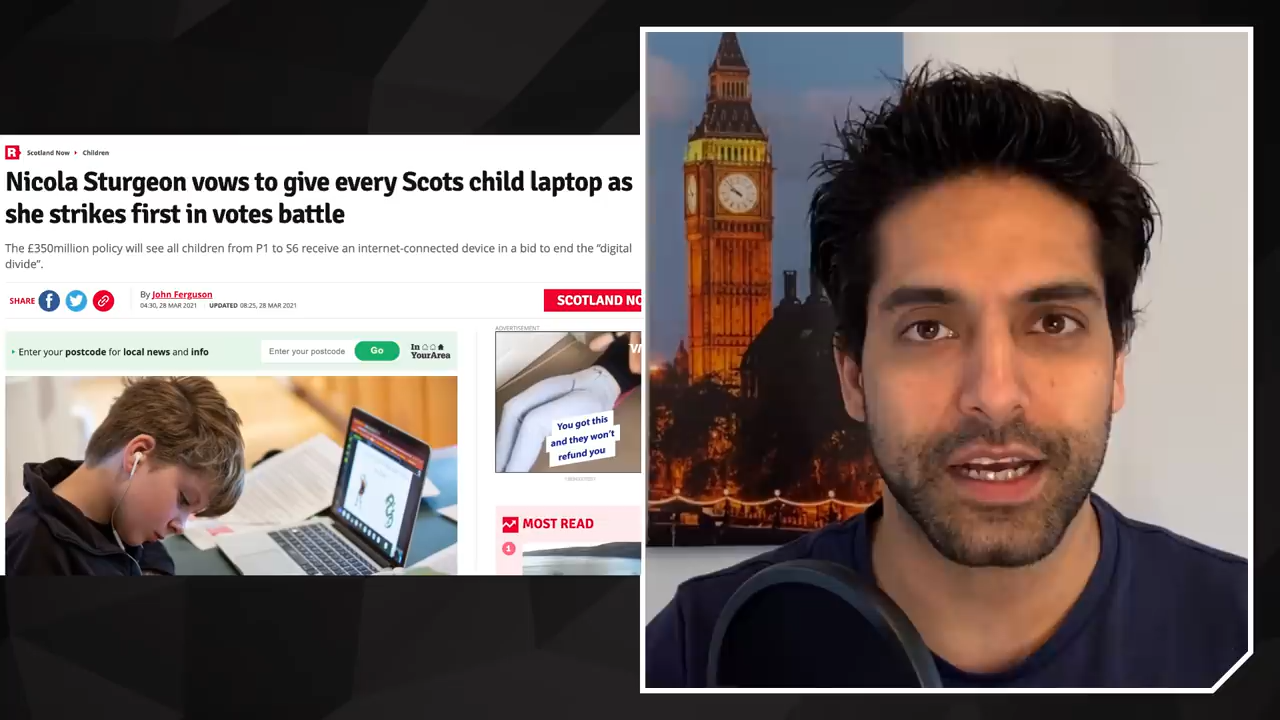 R Scotland Now ▸ Children
Nicola Sturgeon vows to give every Scots child laptop as
she strikes first in votes battle
The £350million policy will see all children from P1 to S6 receive an internet-connected device in a bid to end the “digital
divide”.
SHARE
By John Ferguson
04:30, 28 MAR 2021 UPDATED 08:25, 28 MAR 2021
SCOTLAND NO
Enter your postcode for local news and info
Enter your postcode
Go
In
YourArea
ADVERTISEMENT
You got this
and they won't
refund you
MOST READ
1